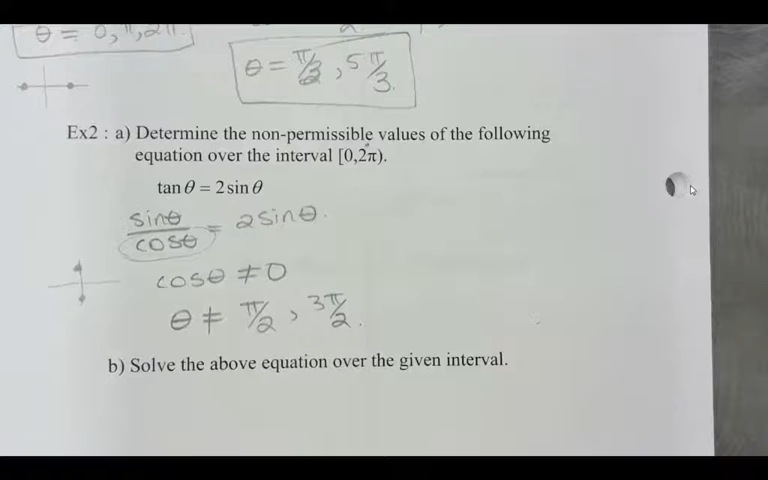 θ = 0, π, 2π.
θ = π/3, 5π/3.
Ex2 : a) Determine the non-permissible values of the following
equation over the interval [0,2π).
tan θ = 2 sin θ
sinθ/cosθ = 2sinθ.
cosθ ≠ 0
θ ≠ π/2, 3π/2.
b) Solve the above equation over the given interval.